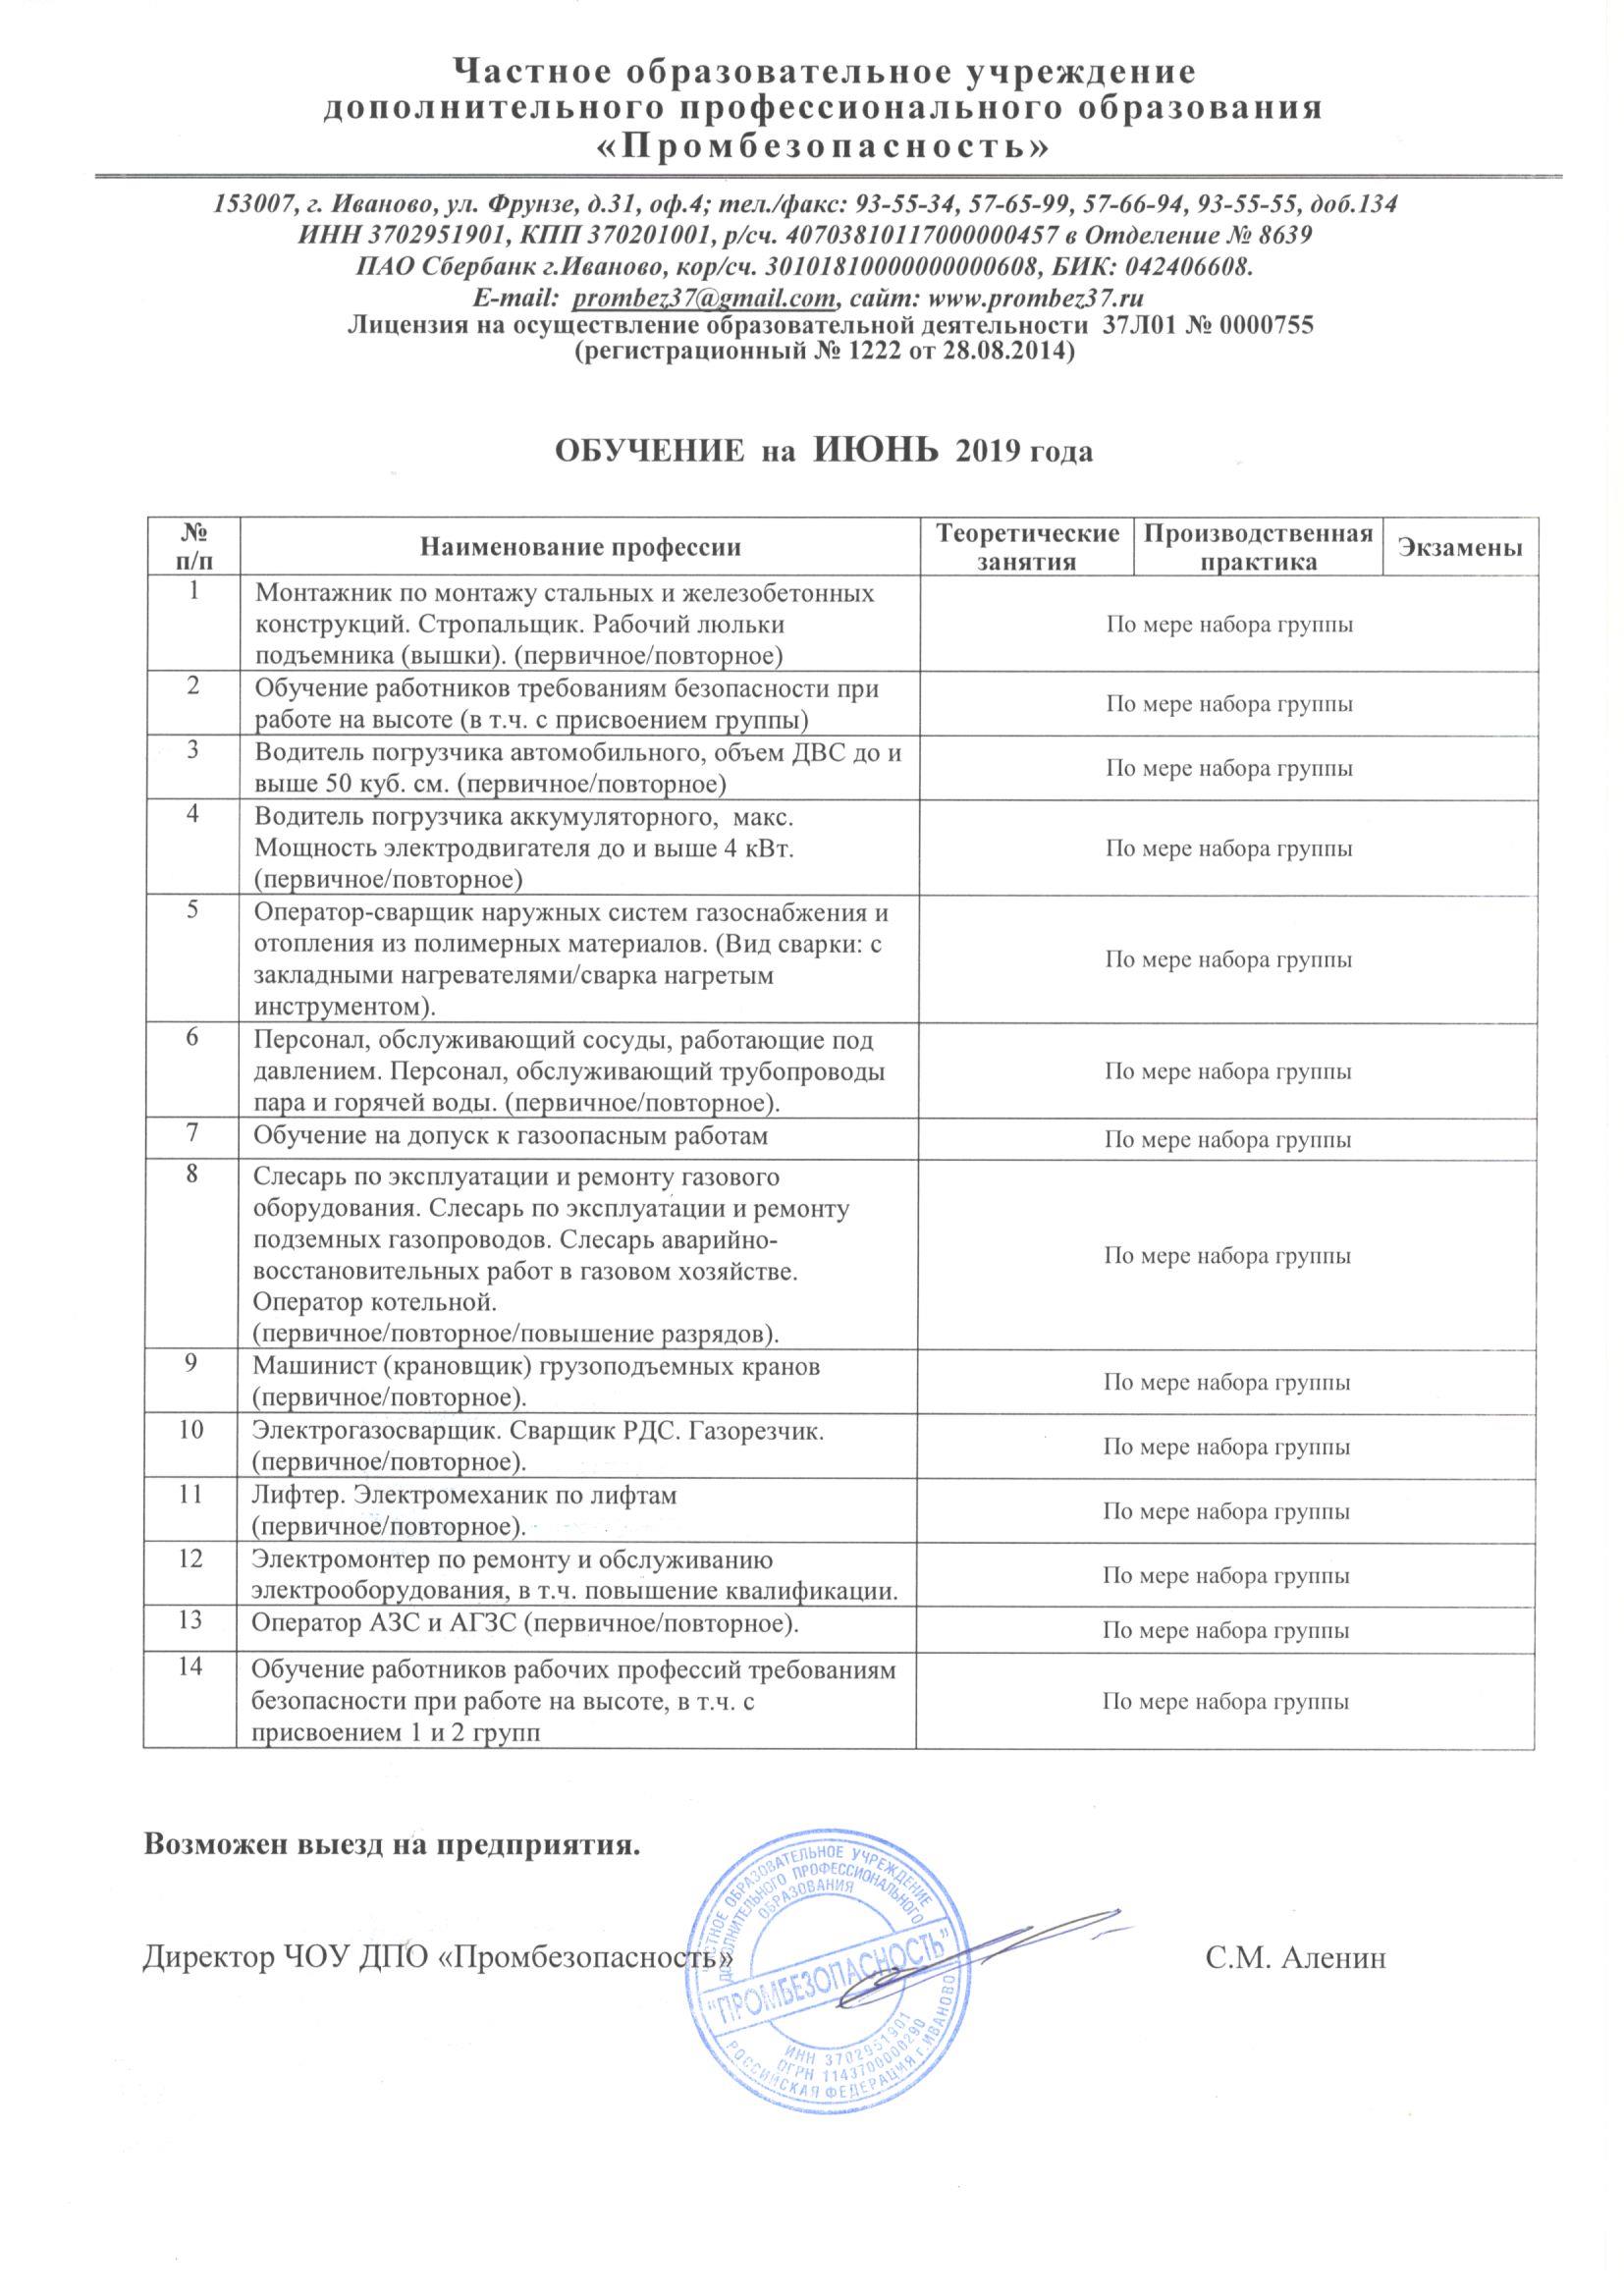 Частное образовательное учреждение
дополнительного профессионального образования
«Промбезопасность»
153007, г. Иваново, ул. Фрунзе, д.31, оф.4; тел./факс: 93-55-34, 57-65-99, 57-66-94, 93-55-55, доб.134
ИНН 3702951901, КПП 370201001, р/сч. 40703810117000000457 в Отделение № 8639
ПАО Сбербанк г.Иваново, кор/сч. 30101810000000000608, БИК: 042406608.
E-mail: prombez37@gmail.com, сайт: www.prombez37.ru
Лицензия на осуществление образовательной деятельности 37Л01 № 0000755
(регистрационный № 1222 от 28.08.2014)
ОБУЧЕНИЕ на ИЮНЬ 2019 года
№ п/п Наименование профессии Теоретические занятия Производственная практика Экзамены
1 Монтажник по монтажу стальных и железобетонных
конструкций. Стропальщик. Рабочий люльки
подъемника (вышки). (первичное/повторное)
По мере набора группы
2 Обучение работников требованиям безопасности при
работе на высоте (в т.ч. с присвоением группы)
По мере набора группы
3 Водитель погрузчика автомобильного, объем ДВС до и
выше 50 куб. см. (первичное/повторное)
По мере набора группы
4 Водитель погрузчика аккумуляторного, макс.
Мощность электродвигателя до и выше 4 кВт.
(первичное/повторное)
По мере набора группы
5 Оператор-сварщик наружных систем газоснабжения и
отопления из полимерных материалов. (Вид сварки: с
закладными нагревателями/сварка нагретым
инструментом).
По мере набора группы
6 Персонал, обслуживающий сосуды, работающие под
давлением. Персонал, обслуживающий трубопроводы
пара и горячей воды. (первичное/повторное).
По мере набора группы
7 Обучение на допуск к газоопасным работам
По мере набора группы
8 Слесарь по эксплуатации и ремонту газового
оборудования. Слесарь по эксплуатации и ремонту
подземных газопроводов. Слесарь аварийно-
восстановительных работ в газовом хозяйстве.
Оператор котельной.
(первичное/повторное/повышение разрядов).
По мере набора группы
9 Машинист (крановщик) грузоподъемных кранов
(первичное/повторное).
По мере набора группы
10 Электрогазосварщик. Сварщик РДС. Газорезчик.
(первичное/повторное).
По мере набора группы
11 Лифтер. Электромеханик по лифтам
(первичное/повторное).
По мере набора группы
12 Электромонтер по ремонту и обслуживанию
электрооборудования, в т.ч. повышение квалификации.
По мере набора группы
13 Оператор АЗС и АГЗС (первичное/повторное).
По мере набора группы
14 Обучение работников рабочих профессий требованиям
безопасности при работе на высоте, в т.ч. с
присвоением 1 и 2 групп
По мере набора группы
Возможен выезд на предприятия.
Директор ЧОУ ДПО «Промбезопасность» С.М. Аленин
ЧАСТНОЕ ОБРАЗОВАТЕЛЬНОЕ УЧРЕЖДЕНИЕ
ДОПОЛНИТЕЛЬНОГО ПРОФЕССИОНАЛЬНОГО
ОБРАЗОВАНИЯ
"ПРОМБЕЗОПАСНОСТЬ"
ИНН 3702951901
ОГРН 1143700000290
РОССИЙСКАЯ ФЕДЕРАЦИЯ г.ИВАНОВО